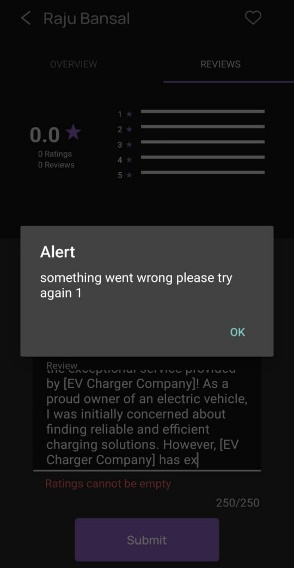 Raju Bansal
OVERVIEW
REVIEWS
0.0
0 Ratings
0 Reviews
1
2
3
4
5
Alert
something went wrong please try
again 1
OK
Review
the exceptional service provided
by [EV Charger Company]! As a
proud owner of an electric vehicle,
I was initially concerned about
finding reliable and efficient
charging solutions. However, [EV
Charger Company] has ex
Ratings cannot be empty
250/250
Submit